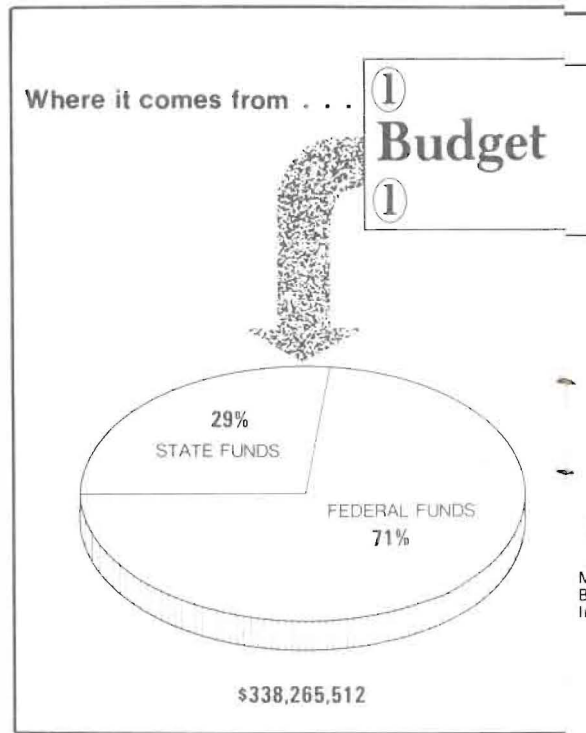 Where it comes from . . .
1
Budget
1
29%
STATE FUNDS
FEDERAL FUNDS
71%
$338,265,512